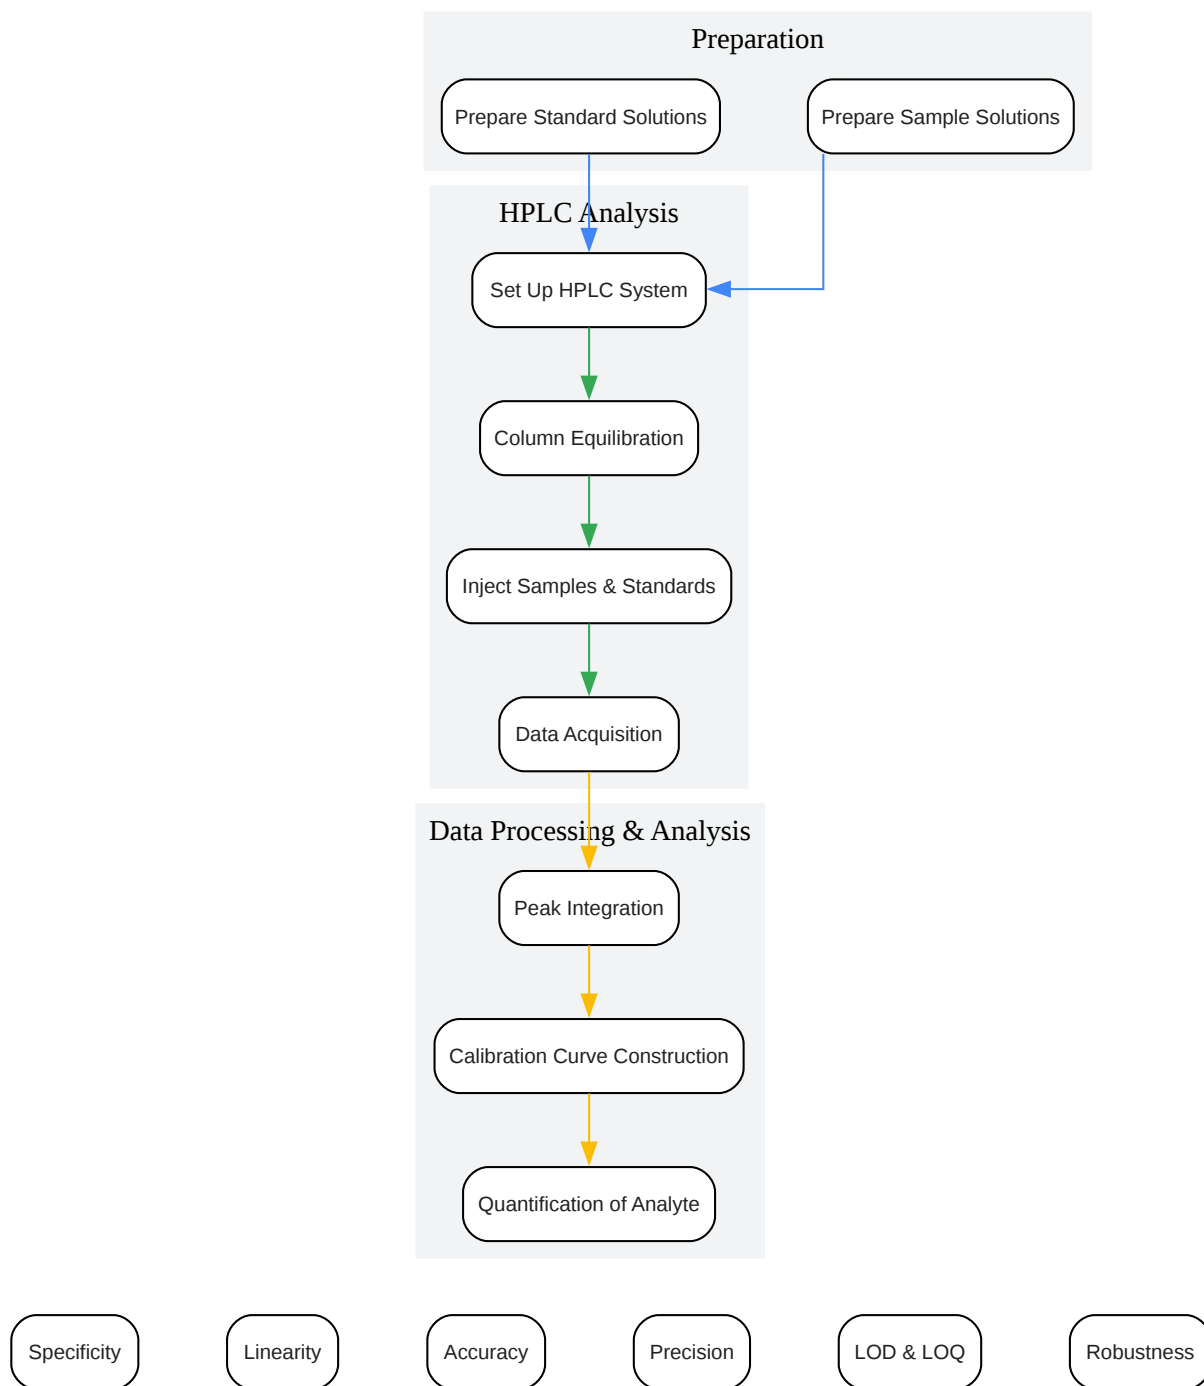 Preparation
Prepare Standard Solutions
Prepare Sample Solutions
HPLC Analysis
Set Up HPLC System
Column Equilibration
Inject Samples & Standards
Data Acquisition
Data Processing & Analysis
Peak Integration
Calibration Curve Construction
Quantification of Analyte
Specificity
Linearity
Accuracy
Precision
LOD & LOQ
Robustness